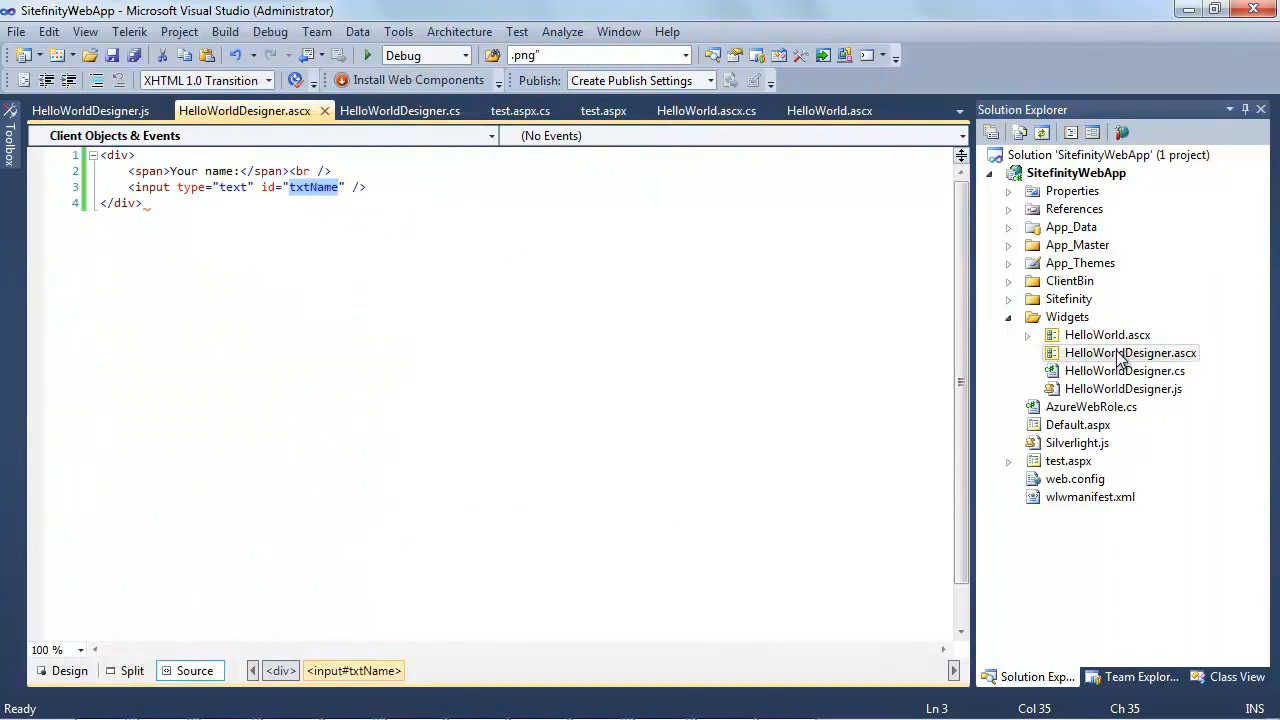 SitefinityWebApp - Microsoft Visual Studio (Administrator)
File Edit View Telerik Project Build Debug Team Data Tools Architecture Test Analyze Window Help
Debug .png"
XHTML 1.0 Transition Install Web Components Publish: Create Publish Settings
HelloWorldDesigner.js HelloWorldDesigner.ascx HelloWorldDesigner.cs test.aspx.cs test.aspx HelloWorld.ascx.cs HelloWorld.ascx
Client Objects & Events (No Events)
1 <div>
2 <span>Your name:</span><br />
3 <input type="text" id="txtName" />
4 </div>
100 %
Design Split Source <div> <input#txtName>
Toolbox
Solution Explorer
Solution 'SitefinityWebApp' (1 project)
SitefinityWebApp
Properties
References
App_Data
App_Master
App_Themes
ClientBin
Sitefinity
Widgets
HelloWorld.ascx
HelloWorldDesigner.ascx
HelloWorldDesigner.cs
HelloWorldDesigner.js
AzureWebRole.cs
Default.aspx
Silverlight.js
test.aspx
web.config
wlwmanifest.xml
Solution Exp... Team Explor... Class View
Ready Ln 3 Col 35 Ch 35 INS